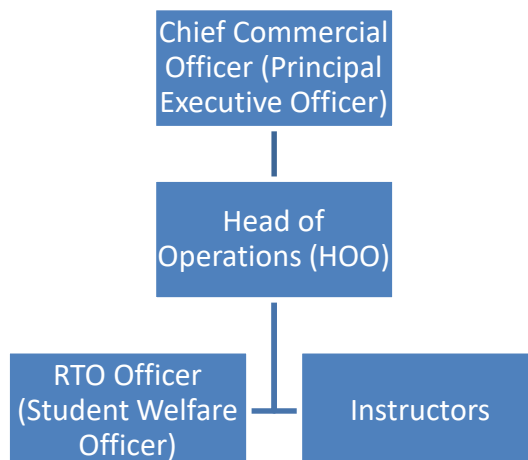 Chief Commercial
Officer (Principal
Executive Officer)
Head of
Operations (HOO)
RTO Officer
(Student Welfare
Officer)
Instructors